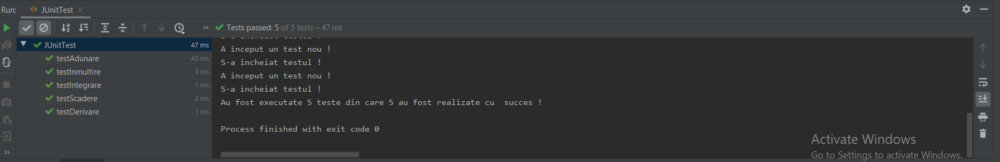 Run: JUnitTest
Tests passed: 5 of 5 tests – 47 ms
JUnitTest 47 ms
testAdunare 40 ms
testInmultire 3 ms
testIntegrare 1 ms
testScadere 2 ms
testDerivare 1 ms
S-a incheiat testul !
A inceput un test nou !
S-a incheiat testul !
A inceput un test nou !
S-a incheiat testul !
Au fost executate 5 teste din care 5 au fost realizate cu  succes !
Process finished with exit code 0
Activate Windows
Go to Settings to activate Windows.